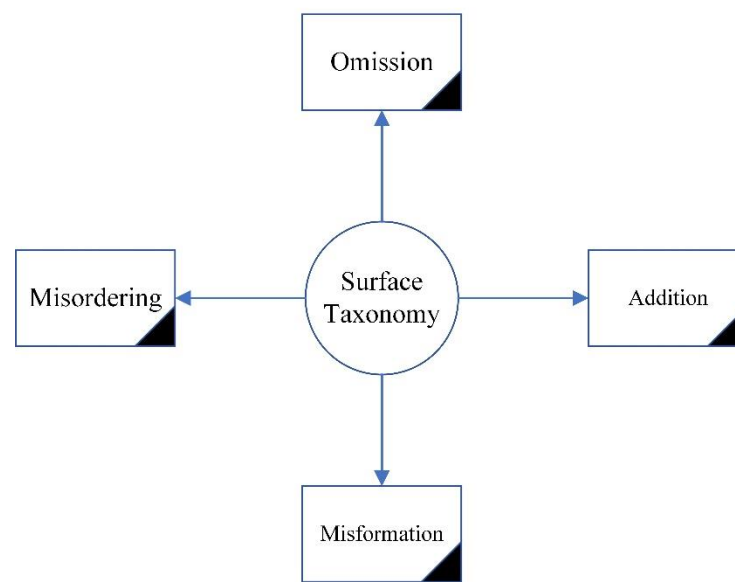 Omission
Misordering
Surface
Taxonomy
Addition
Misformation